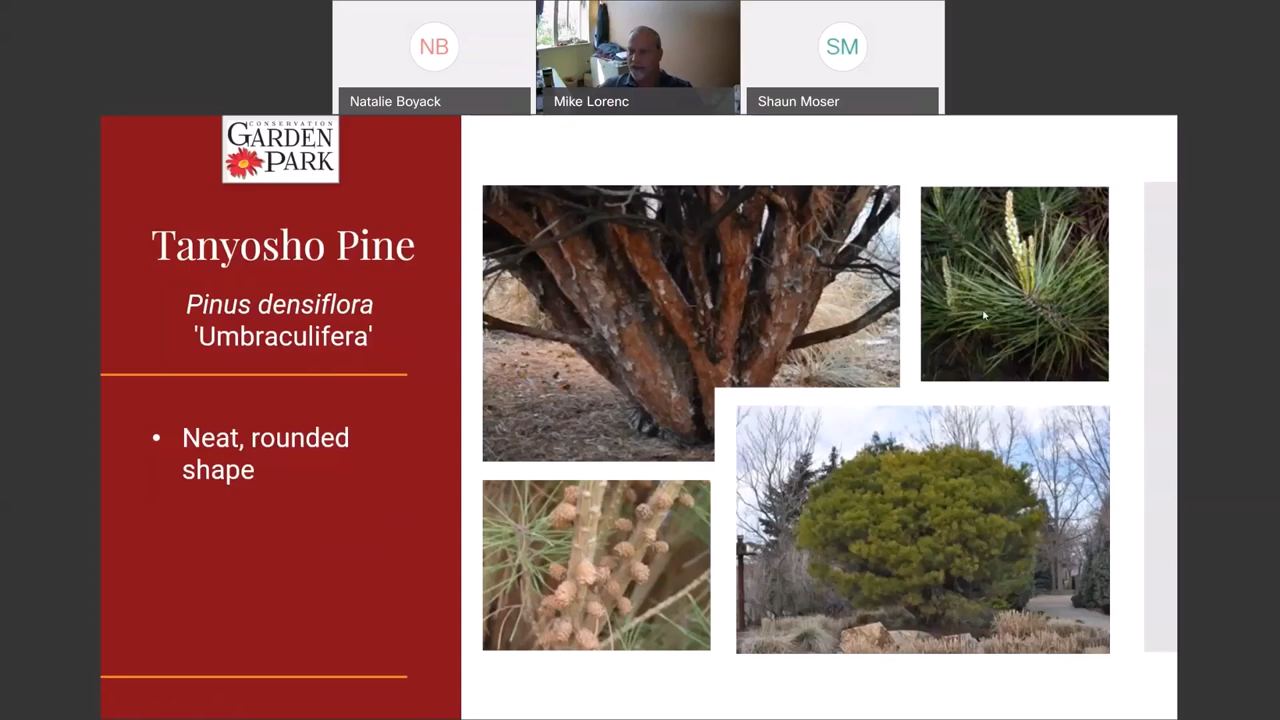 NB
SM
Natalie Boyack
Mike Lorenc
Shaun Moser
CONSERVATION
GARDEN
PARK
Tanyosho Pine
Pinus densiflora
'Umbraculifera'
• Neat, rounded
shape